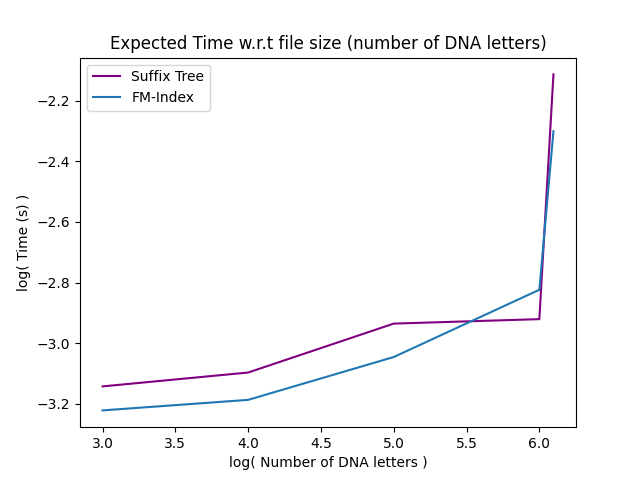 Expected Time w.r.t file size (number of DNA letters)
Suffix Tree
FM-Index
−2.2
−2.4
−2.6
−2.8
−3.0
−3.2
log( Time (s) )
3.0 3.5 4.0 4.5 5.0 5.5 6.0
log( Number of DNA letters )